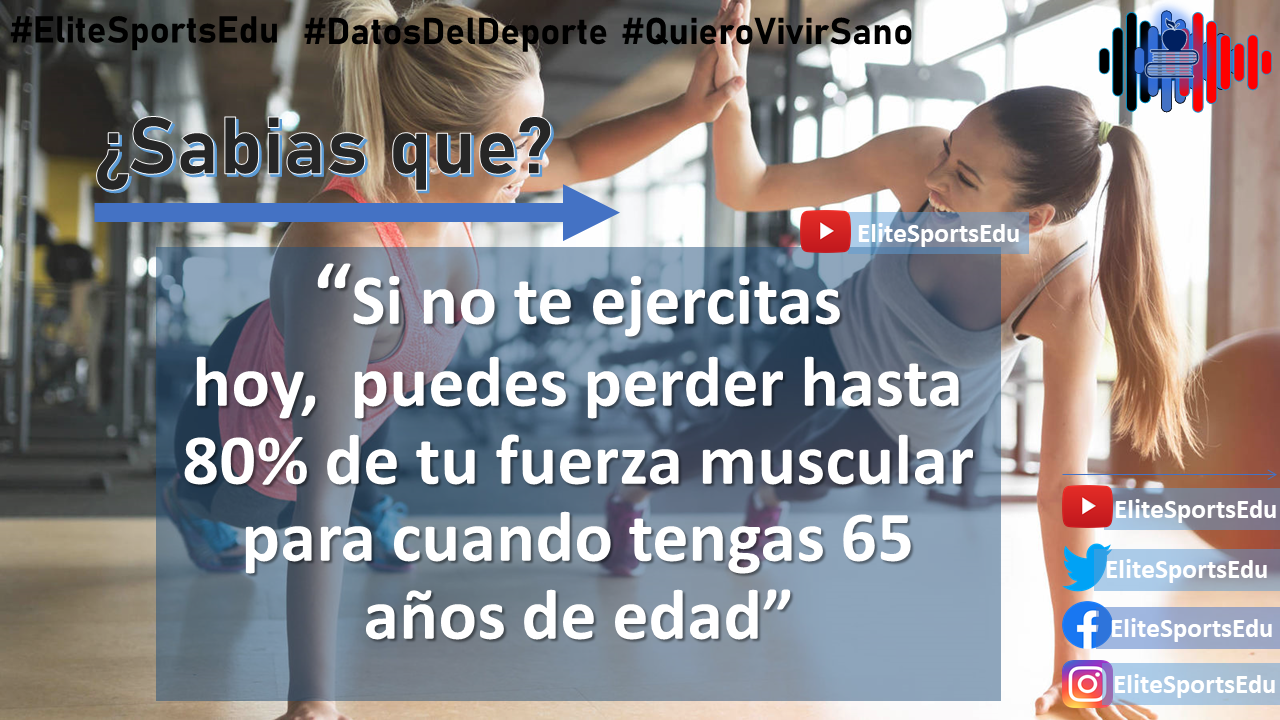 #EliteSportsEdu #DatosDelDeporte #QuieroVivirSano
¿Sabias que?
EliteSportsEdu
“Si no te ejercitas
hoy, puedes perder hasta
80% de tu fuerza muscular
para cuando tengas 65
años de edad”
EliteSportsEdu
EliteSportsEdu
EliteSportsEdu
EliteSportsEdu